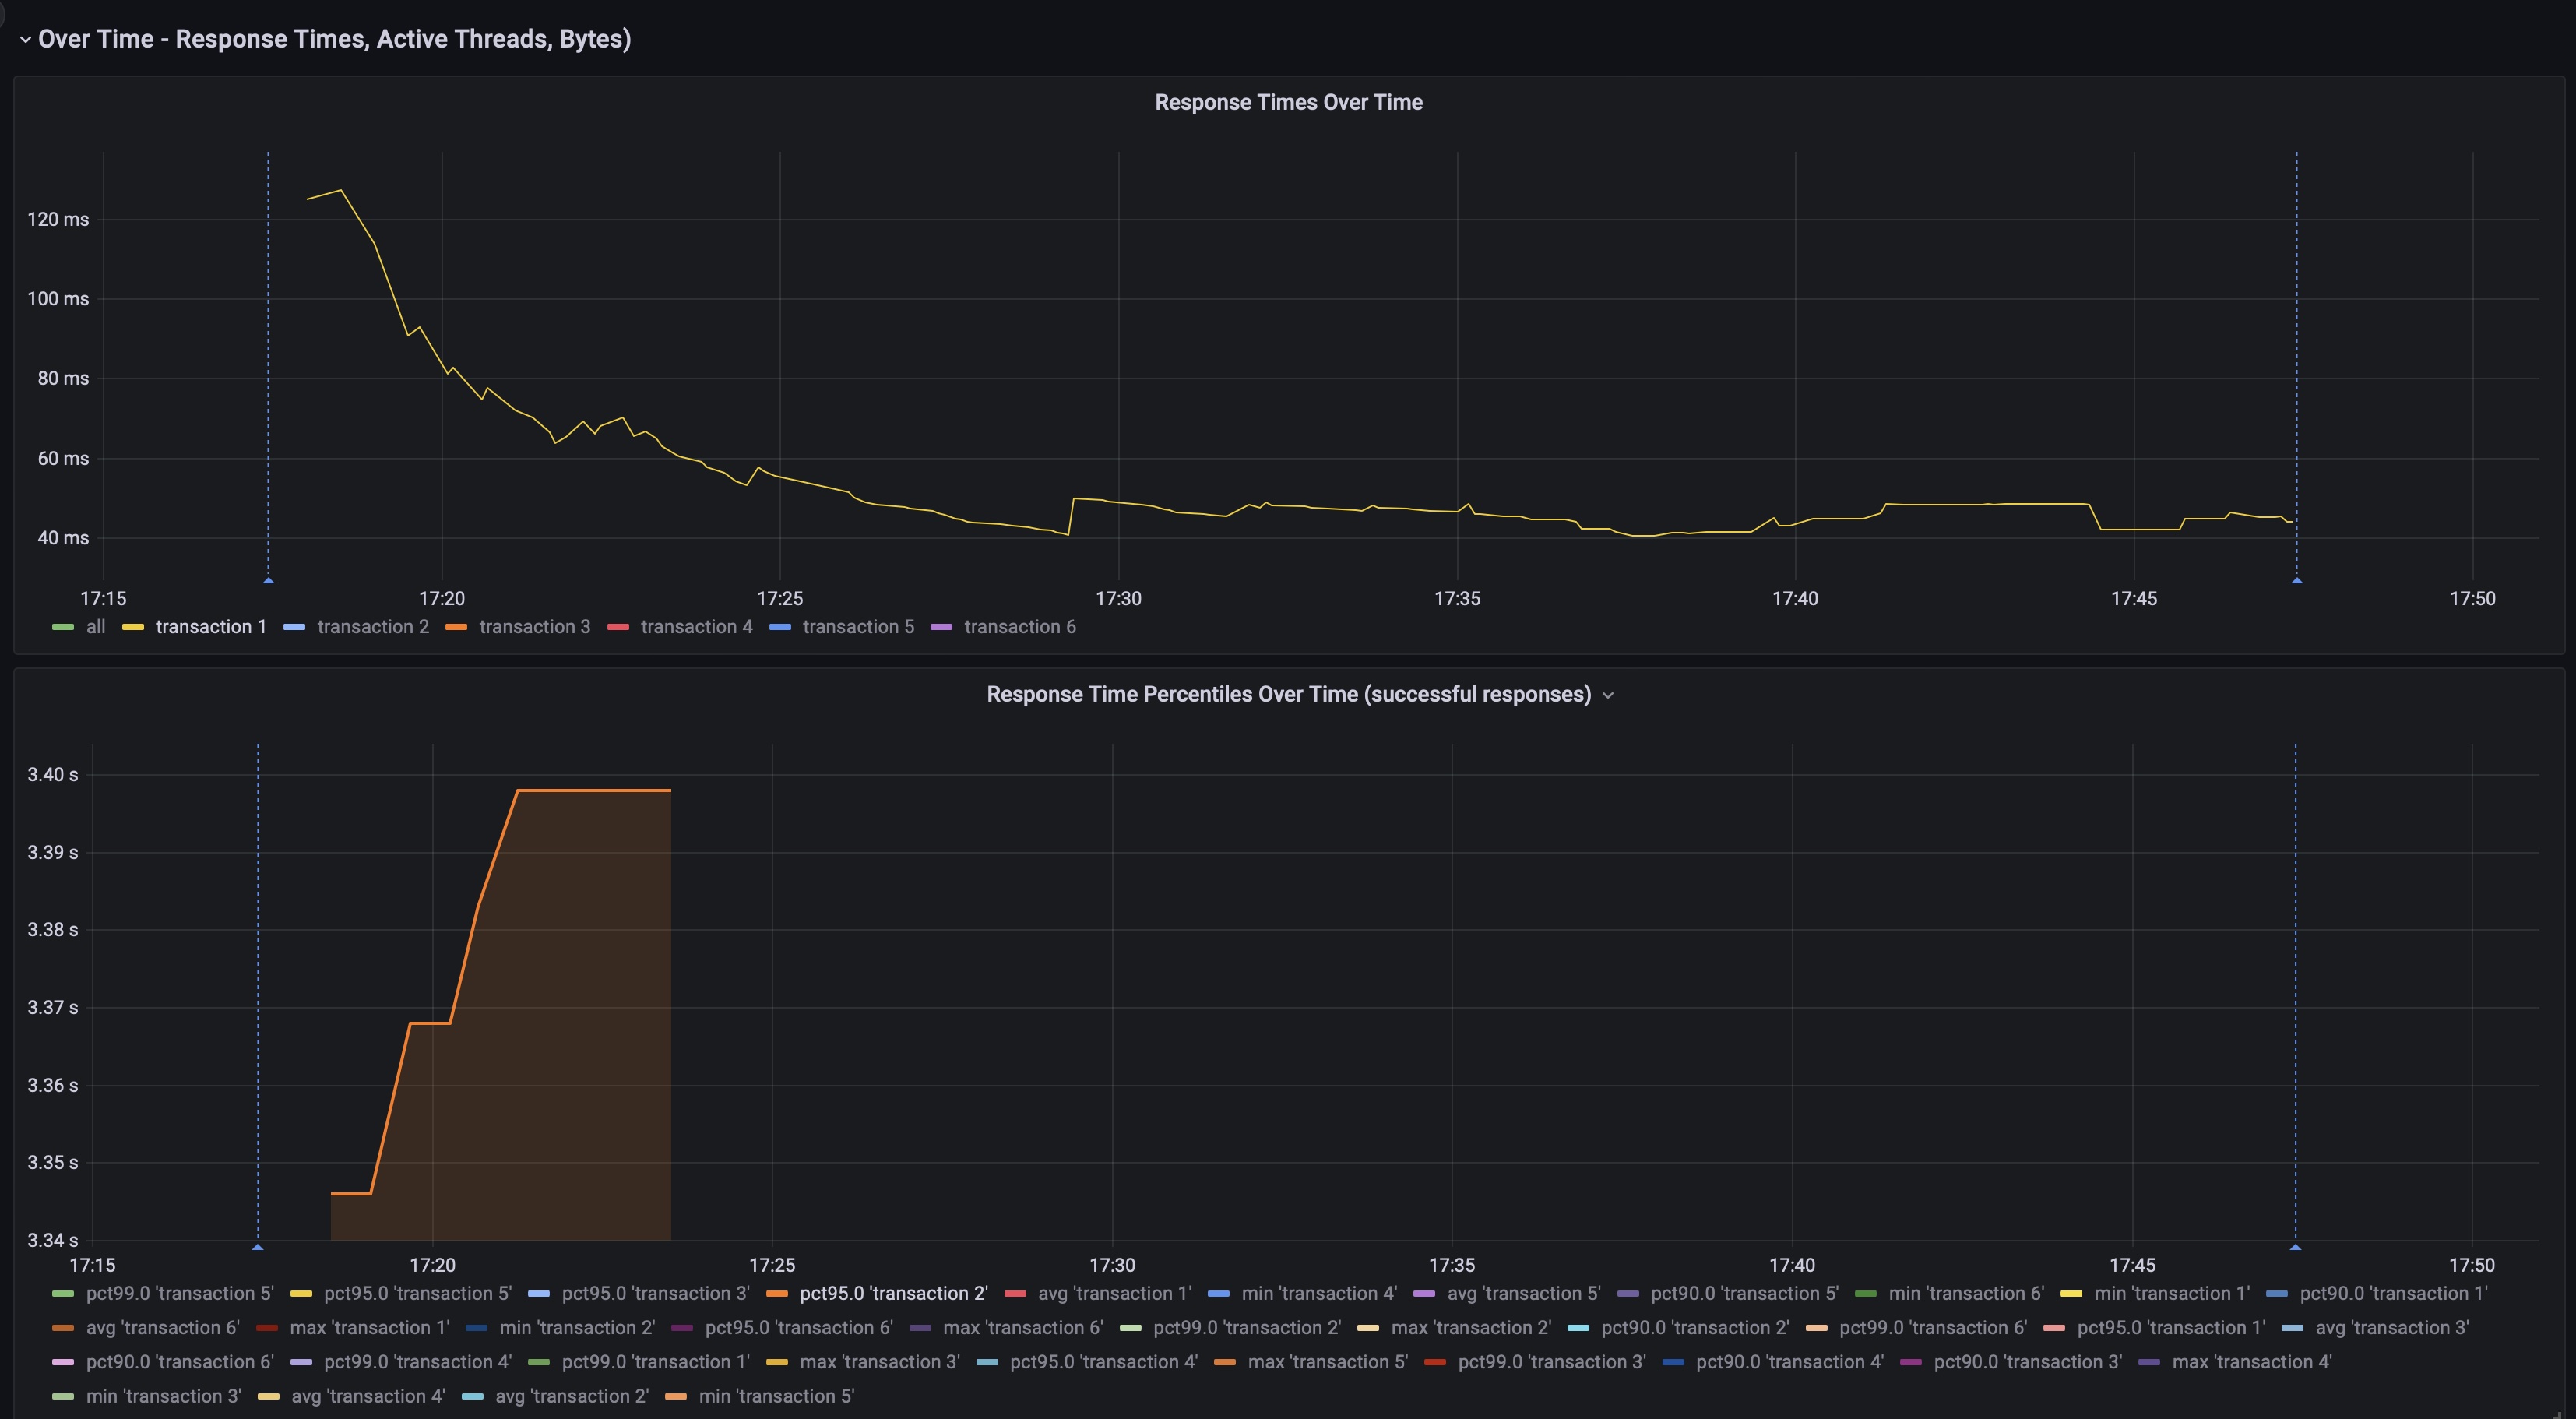 Over Time - Response Times, Active Threads, Bytes)
Response Times Over Time
120 ms
100 ms
80 ms
60 ms
40 ms
17:15 17:20 17:25 17:30 17:35 17:40 17:45 17:50
all transaction 1 transaction 2 transaction 3 transaction 4 transaction 5 transaction 6
Response Time Percentiles Over Time (successful responses)
3.40 s
3.39 s
3.38 s
3.37 s
3.36 s
3.35 s
3.34 s
17:15 17:20 17:25 17:30 17:35 17:40 17:45 17:50
pct99.0 'transaction 5' pct95.0 'transaction 5' pct95.0 'transaction 3' pct95.0 'transaction 2' avg 'transaction 1' min 'transaction 4' avg 'transaction 5' pct90.0 'transaction 5' min 'transaction 6' min 'transaction 1' pct90.0 'transaction 1'
avg 'transaction 6' max 'transaction 1' min 'transaction 2' pct95.0 'transaction 6' max 'transaction 6' pct99.0 'transaction 2' max 'transaction 2' pct90.0 'transaction 2' pct99.0 'transaction 6' pct95.0 'transaction 1' avg 'transaction 3'
pct90.0 'transaction 6' pct99.0 'transaction 4' pct99.0 'transaction 1' max 'transaction 3' pct95.0 'transaction 4' max 'transaction 5' pct99.0 'transaction 3' pct90.0 'transaction 4' pct90.0 'transaction 3' max 'transaction 4'
min 'transaction 3' avg 'transaction 4' avg 'transaction 2' min 'transaction 5'